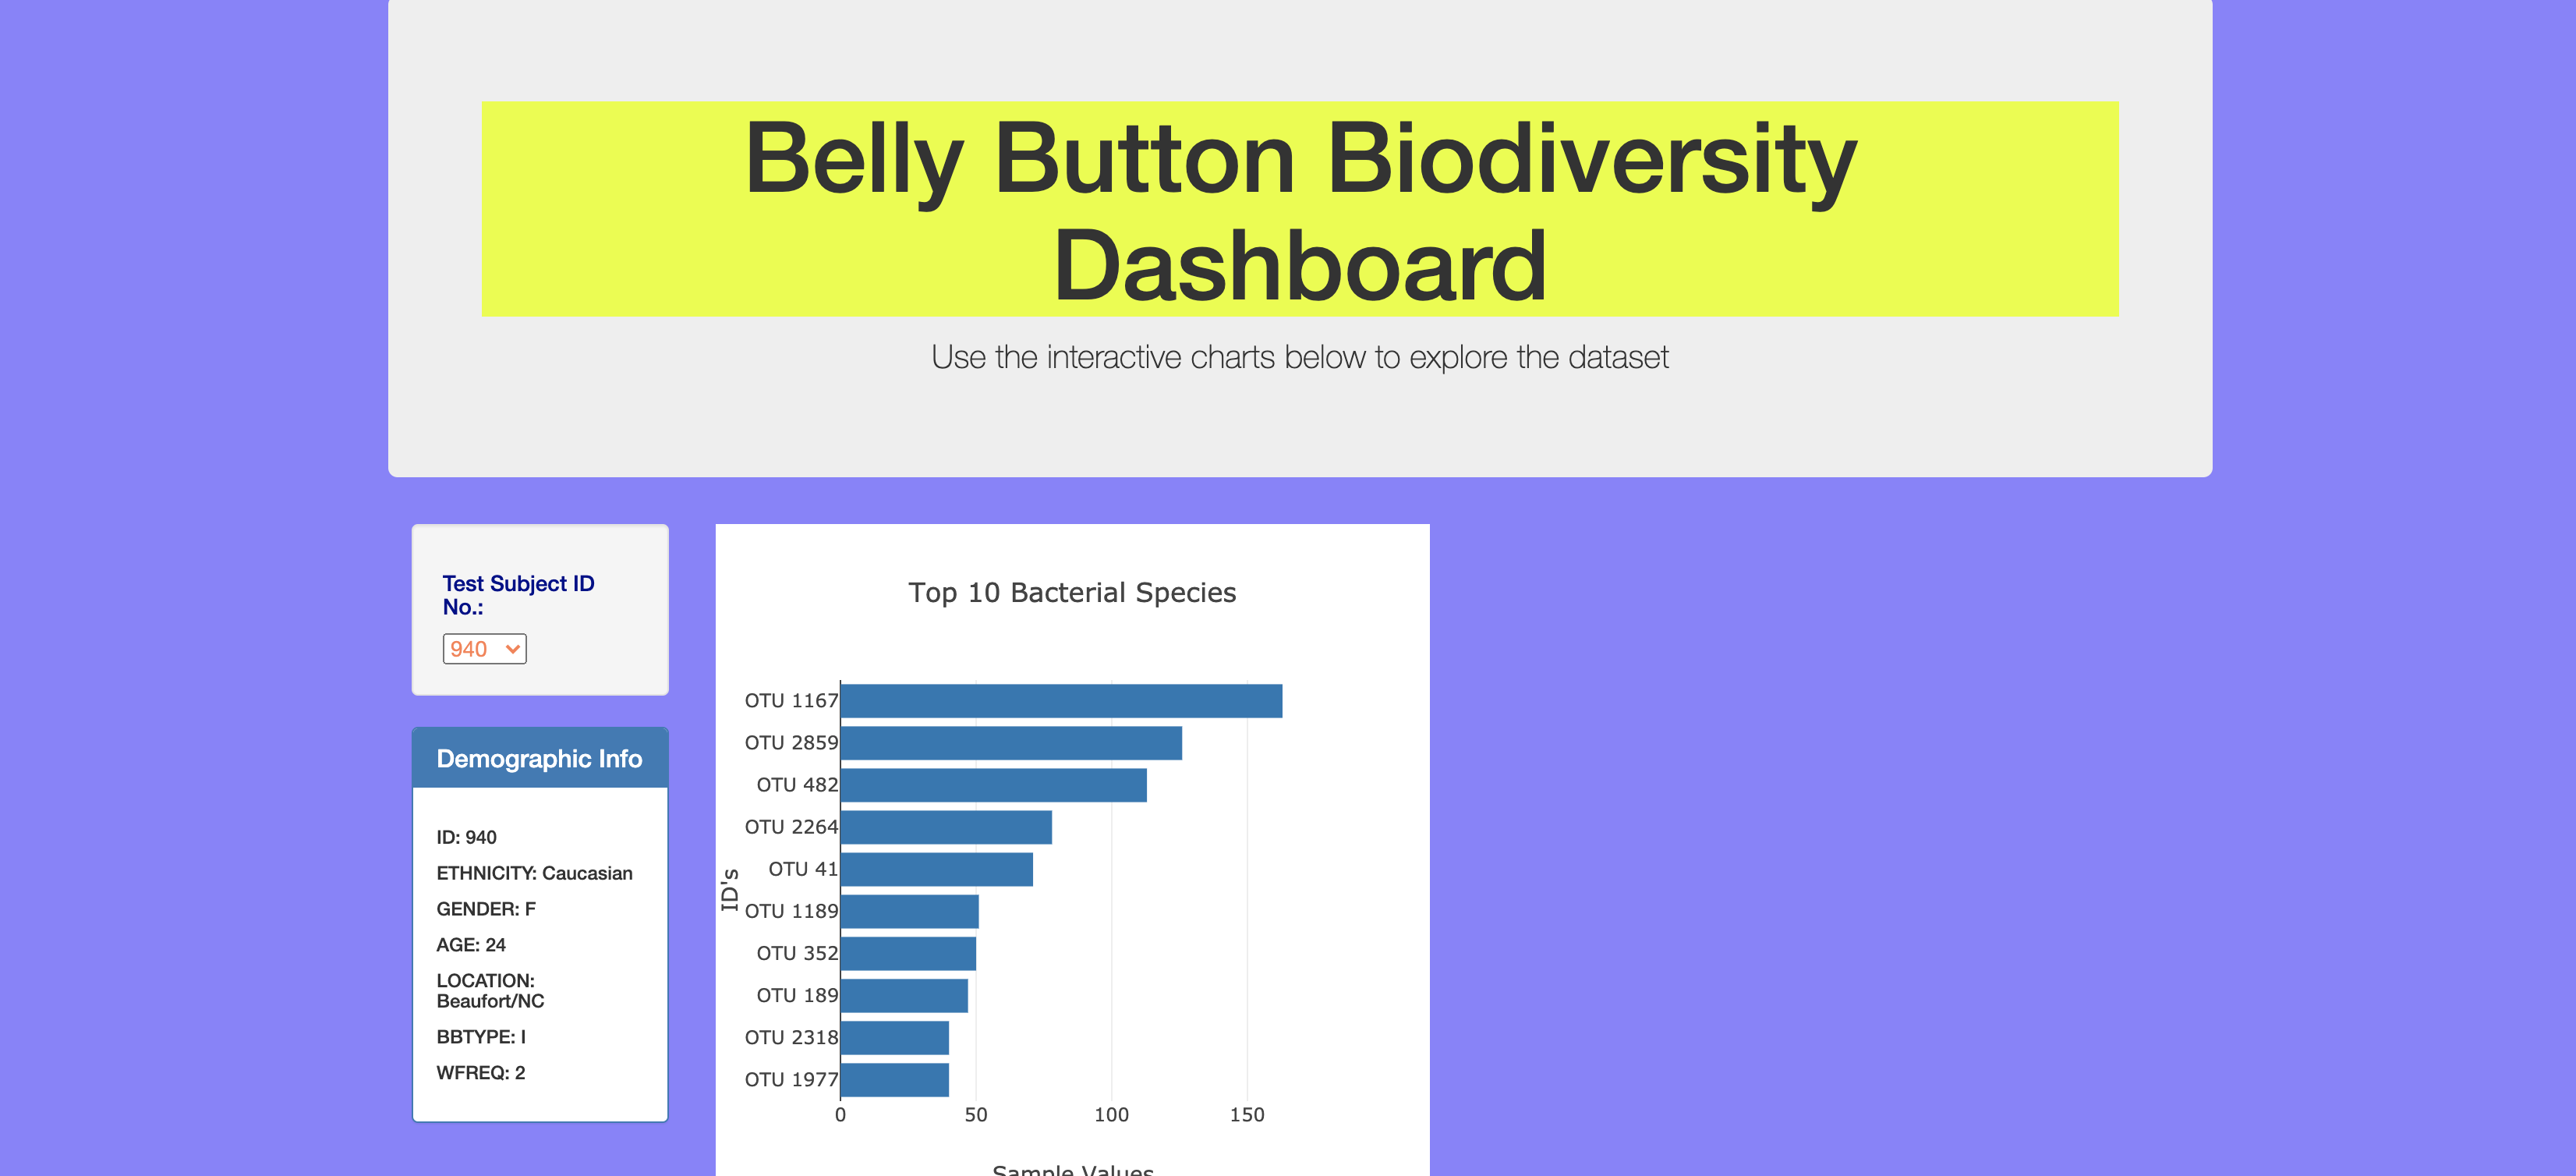 Belly Button Biodiversity
Dashboard
Use the interactive charts below to explore the dataset
Test Subject ID
No.:
940
Demographic Info
ID: 940
ETHNICITY: Caucasian
GENDER: F
AGE: 24
LOCATION:
Beaufort/NC
BBTYPE: I
WFREQ: 2
Top 10 Bacterial Species
ID's
OTU 1167
OTU 2859
OTU 482
OTU 2264
OTU 41
OTU 1189
OTU 352
OTU 189
OTU 2318
OTU 1977
0 50 100 150
Sample Values